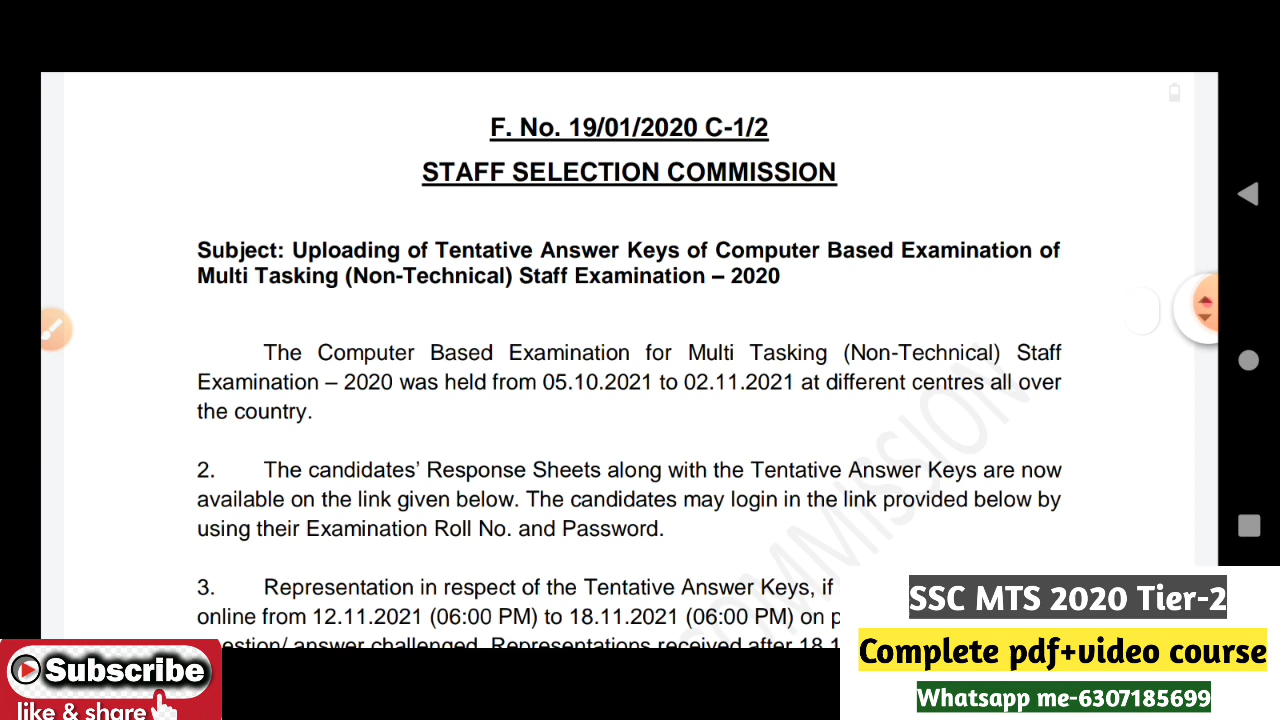 F. No. 19/01/2020 C-1/2
STAFF SELECTION COMMISSION
Subject: Uploading of Tentative Answer Keys of Computer Based Examination of
Multi Tasking (Non-Technical) Staff Examination – 2020
The Computer Based Examination for Multi Tasking (Non-Technical) Staff
Examination – 2020 was held from 05.10.2021 to 02.11.2021 at different centres all over
the country.
2. The candidates’ Response Sheets along with the Tentative Answer Keys are now
available on the link given below. The candidates may login in the link provided below by
using their Examination Roll No. and Password.
3. Representation in respect of the Tentative Answer Keys, if
online from 12.11.2021 (06:00 PM) to 18.11.2021 (06:00 PM) on
answer challenged. Representations received after
COMMISSION
SSC MTS 2020 Tier-2
Complete pdf+video course
Whatsapp me-6307185699
Subscribe
like & share